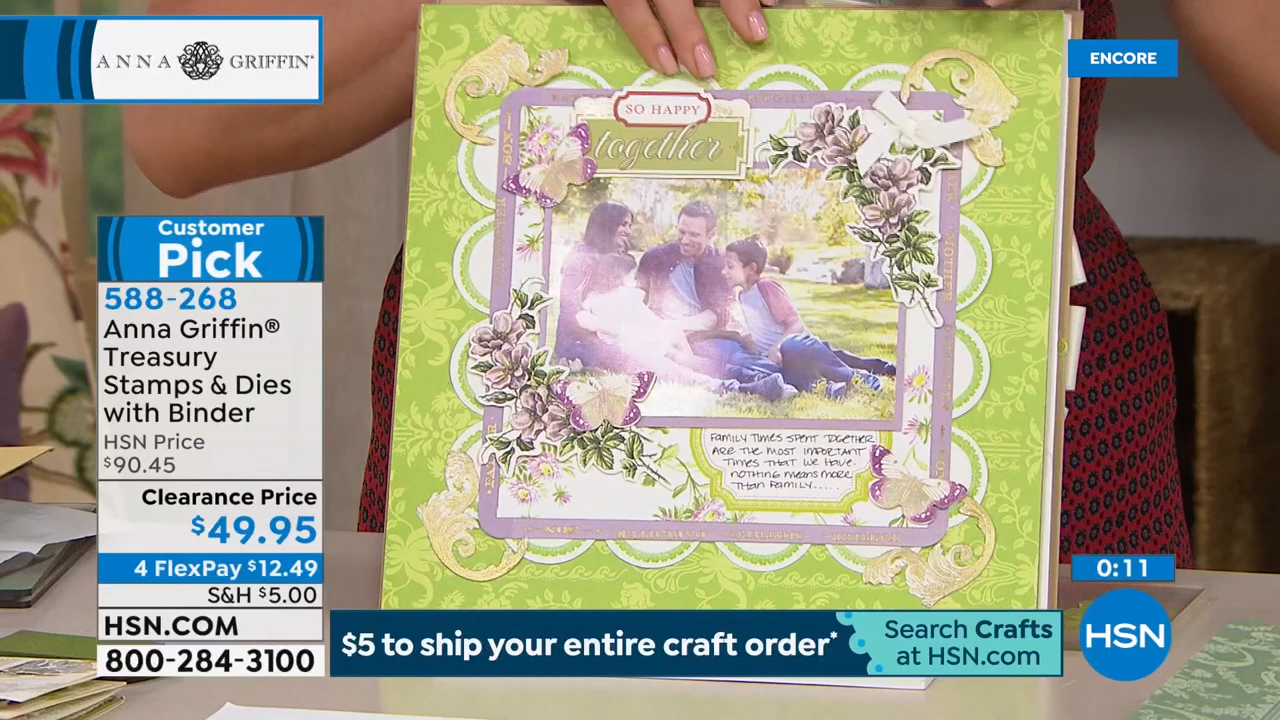 ANNA GRIFFIN®
ENCORE
SO HAPPY
together
SON
MOTHER
FAMILY TIMES SPENT TOGETHER
ARE THE MOST IMPORTANT
TIMES THAT WE HAVE.
NOTHING MEANS MORE
THAN FAMILY.....
Customer
Pick
588-268
Anna Griffin®
Treasury
Stamps & Dies
with Binder
HSN Price
$90.45
Clearance Price
$49.95
4 FlexPay $12.49
S&H $5.00
HSN.COM
800-284-3100
$5 to ship your entire craft order*
Search Crafts
at HSN.com
0:11
HSN